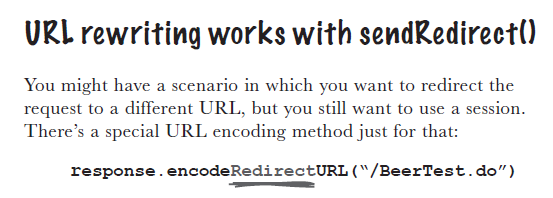 URL rewriting works with sendRedirect()
You might have a scenario in which you want to redirect the
request to a different URL, but you still want to use a session.
There’s a special URL encoding method just for that:
response.encodeRedirectURL(“/BeerTest.do”)